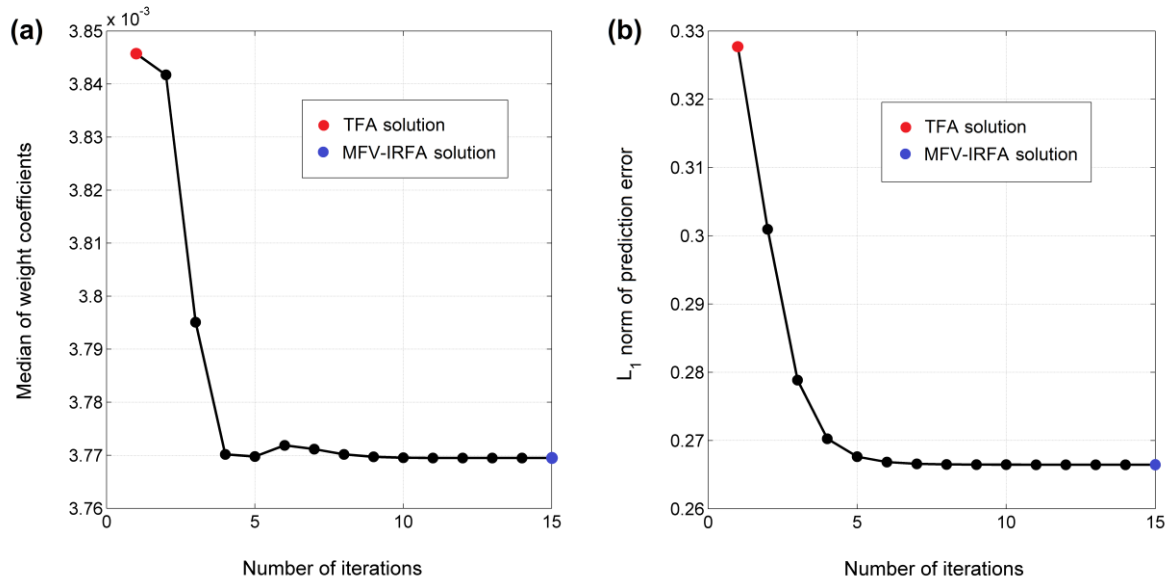 (a)
x 10⁻³
3.85
3.84
3.83
3.82
3.81
3.8
3.79
3.78
3.77
3.76
Median of weight coefficients
TFA solution
MFV-IRFA solution
0 5 10 15
Number of iterations
(b)
0.33
0.32
0.31
0.3
0.29
0.28
0.27
0.26
L₁ norm of prediction error
TFA solution
MFV-IRFA solution
0 5 10 15
Number of iterations